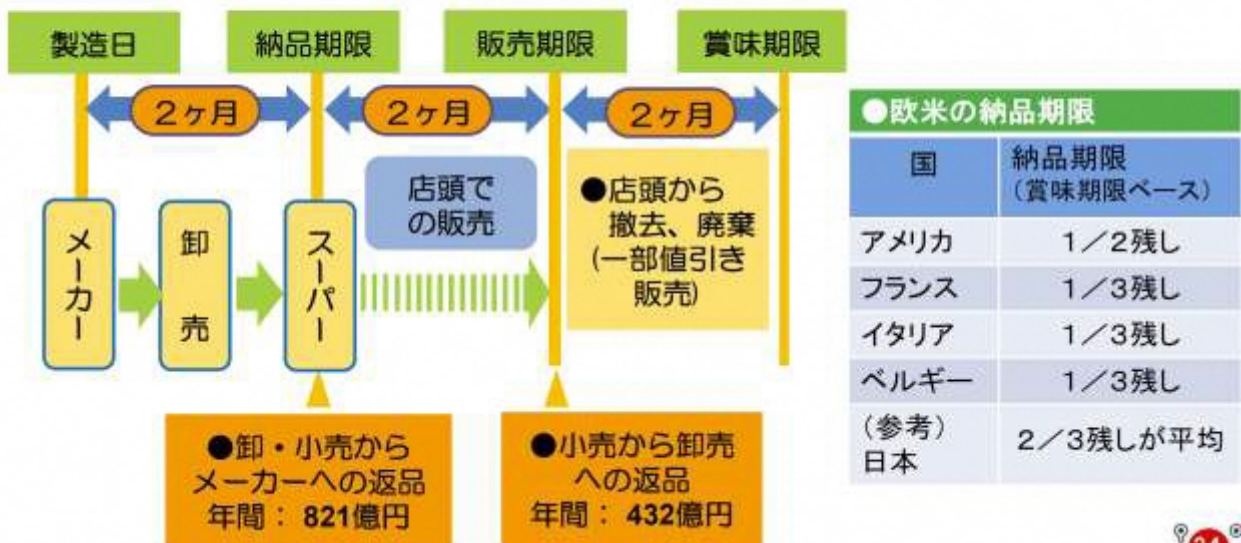 製造日
納品期限
販売期限
賞味期限
2ヶ月
2ヶ月
2ヶ月
メーカー
卸売
スーパー
店頭で
の販売
●店頭から
撤去、廃棄
(一部値引き
販売)
●卸・小売から
メーカーへの返品
年間： 821億円
●小売から卸売
への返品
年間： 432億円
●欧米の納品期限
国
納品期限
(賞味期限ベース)
アメリカ
1／2残し
フランス
1／3残し
イタリア
1／3残し
ベルギー
1／3残し
(参考)
日本
2／3残しが平均